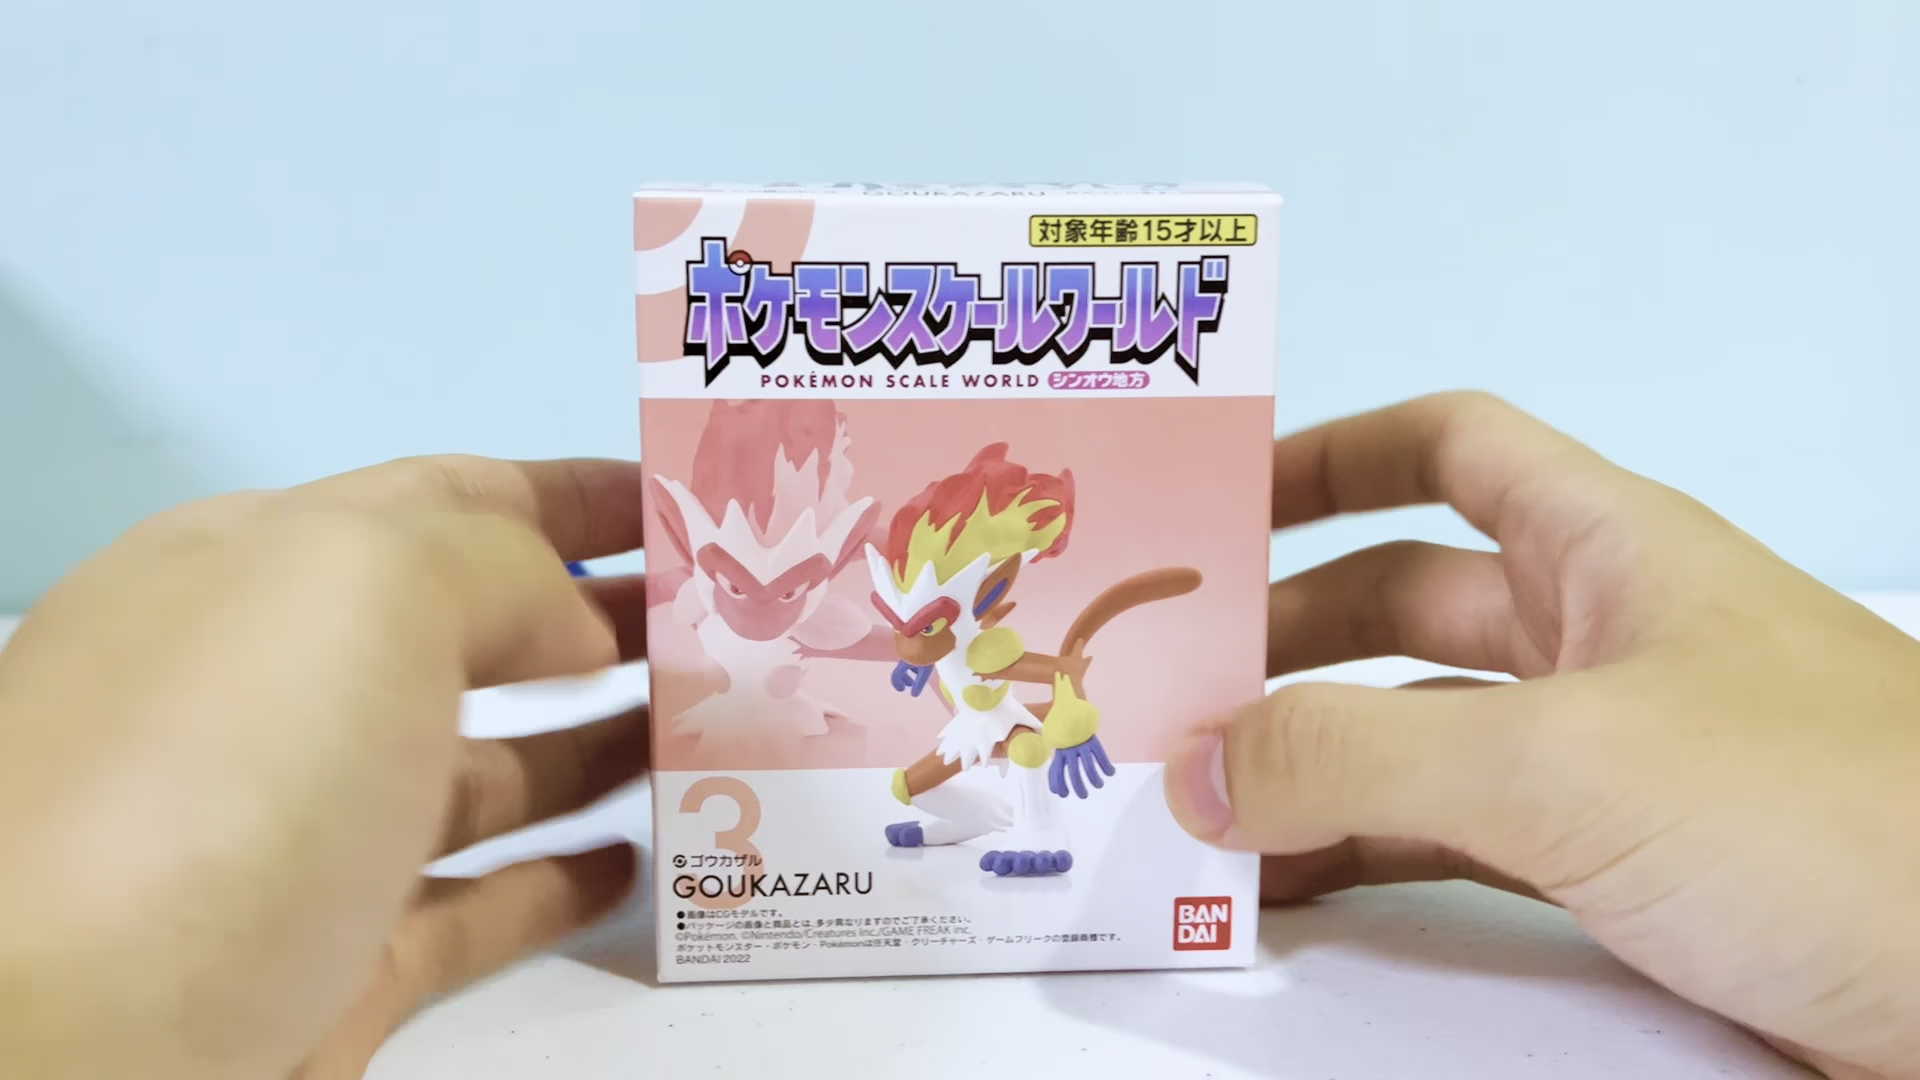 GOUKAZARU
対象年齢15才以上
ポケモンスケールワールド
POKÉMON SCALE WORLD シンオウ地方
3
ゴウカザル
GOUKAZARU
●画像はCGモデルです。
●パッケージの画像と商品とは、多少異なりますのでご了承ください。
©Pokémon. ©Nintendo/Creatures Inc./GAME FREAK inc.
ポケットモンスター・ポケモン・Pokémonは任天堂・クリーチャーズ・ゲームフリークの登録商標です。
BANDAI 2022
BAN
DAI